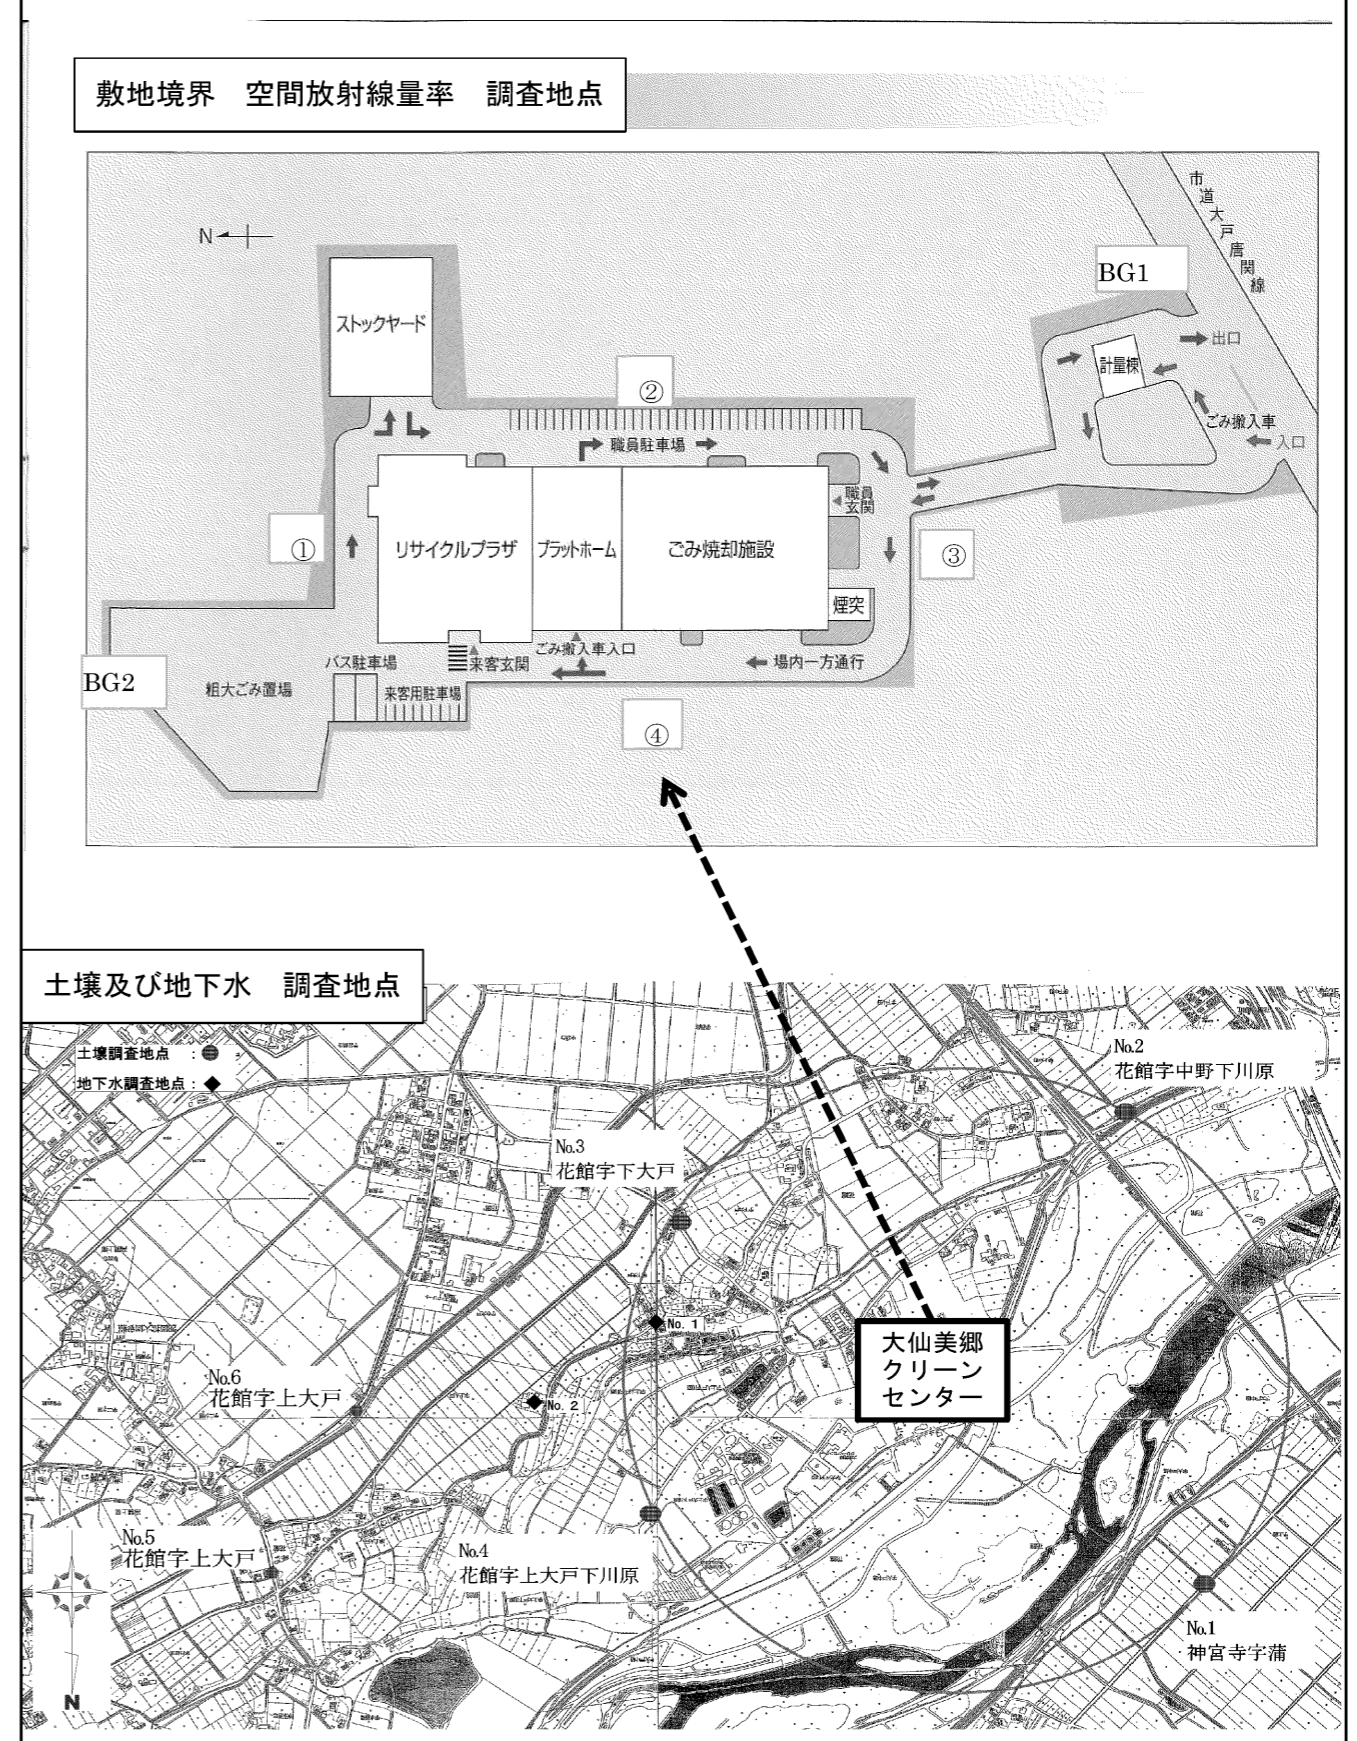 敷地境界　空間放射線量率　調査地点
市道大戸唐関線
N
BG1
ストックヤード
出口
計量棟
②
ごみ搬入車
入口
職員駐車場
職員
玄関
①
リサイクルプラザ
プラットホーム
ごみ焼却施設
③
煙突
ごみ搬入車入口
バス駐車場
来客玄関
場内一方通行
BG2
粗大ごみ置場
来客用駐車場
④
土壌及び地下水　調査地点
土壌調査地点　：
地下水調査地点：
No.2
花館字中野下川原
No.3
花館字下大戸
No. 1
大仙美郷
クリーン
センター
No.6
花館字上大戸
No. 2
No.5
花館字上大戸
No.4
花館字上大戸下川原
No.1
神宮寺字蒲
N